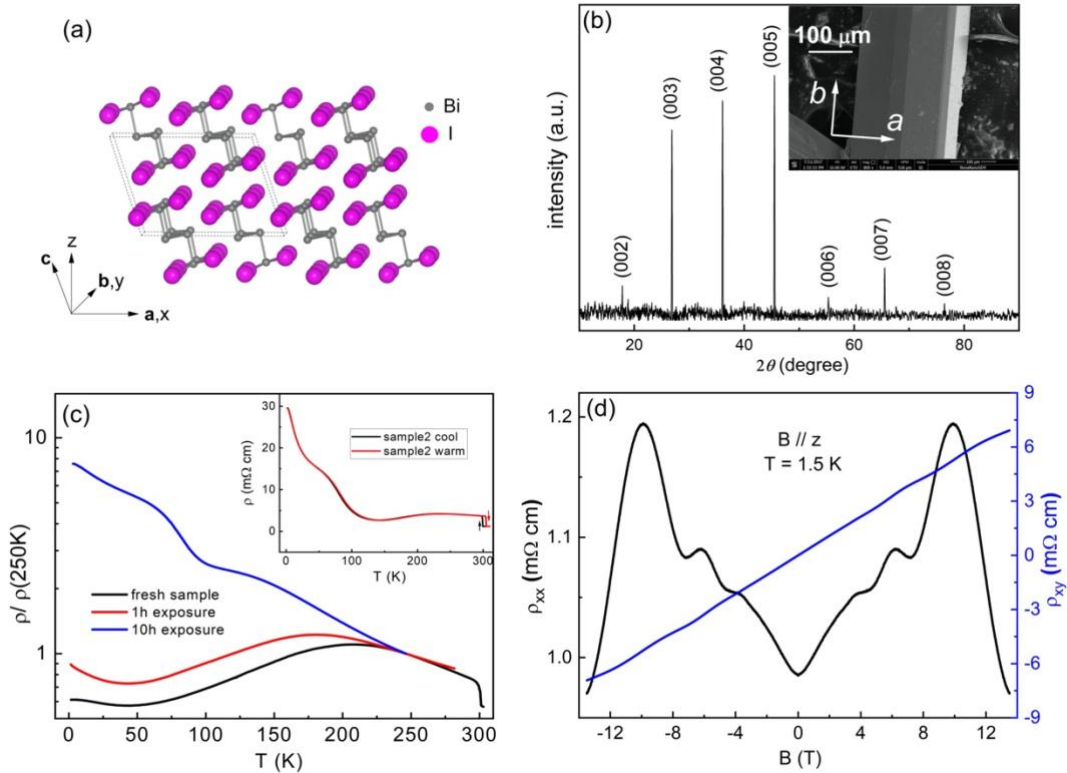 (a)
Bi
I
c
z
b,y
a,x
(b)
intensity (a.u.)
(002)
(003)
(004)
(005)
(006)
(007)
(008)
100 μm
b
a
20
40
60
80
2θ (degree)
(c)
ρ/ ρ(250K)
10
1
fresh sample
1h exposure
10h exposure
0
50
100
150
200
250
300
T (K)
ρ (mΩ cm)
30
20
10
0
sample2 cool
sample2 warm
0
100
200
300
T (K)
(d)
B // z
T = 1.5 K
ρxx (mΩ cm)
1.2
1.1
1.0
-12
-8
-4
0
4
8
12
B (T)
9
6
3
0
-3
-6
-9
ρxy (mΩ cm)